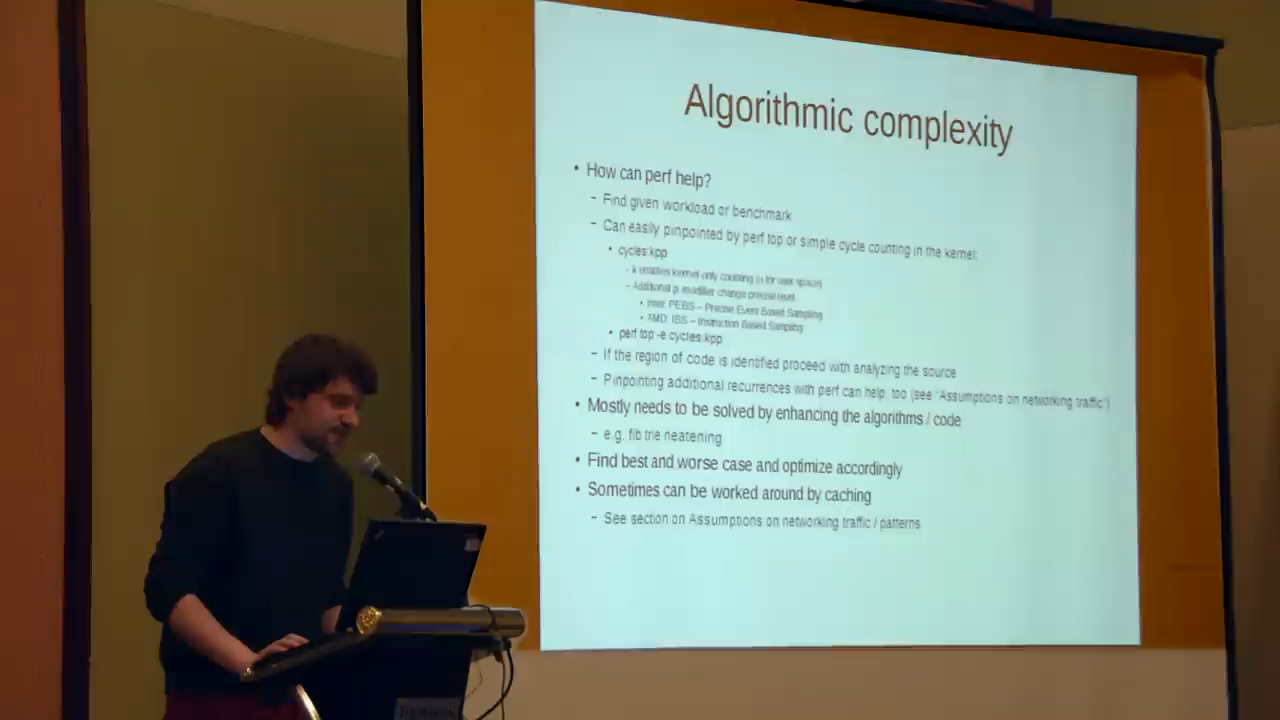 Algorithmic complexity
• How can perf help?
– Find given workload or benchmark
– Can easily pinpointed by perf top or simple cycle counting in the kernel:
• cycles:kpp
- k enables kernel only counting (u for user space)
- Additional p modifier change precise level
• Intel: PEBS – Precise Event Based Sampling
• AMD: IBS – Instruction Based Sampling
• perf top -e cycles:kpp
– If the region of code is identified proceed with analyzing the source
– Pinpointing additional recurrences with perf can help, too (see "Assumptions on networking traffic")
• Mostly needs to be solved by enhancing the algorithms / code
– e.g. fib trie neatening
• Find best and worse case and optimize accordingly
• Sometimes can be worked around by caching
– See section on Assumptions on networking traffic / patterns